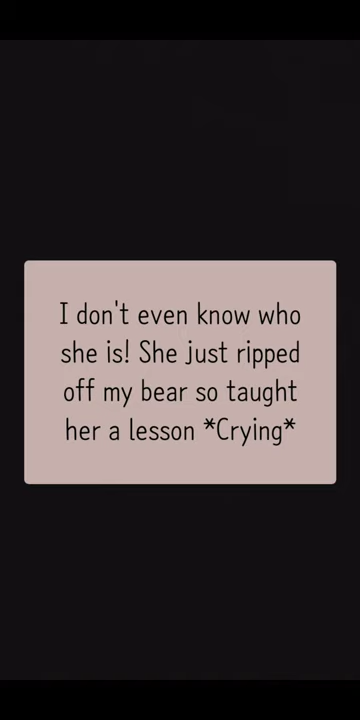 I don't even know who
she is! She just ripped
off my bear so taught
her a lesson *Crying*